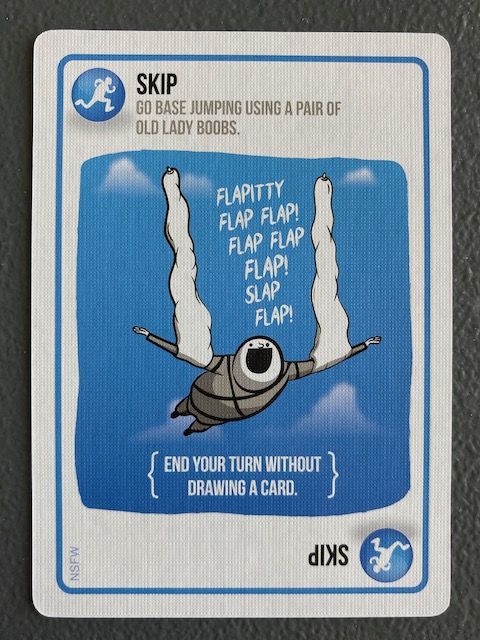 SKIP
GO BASE JUMPING USING A PAIR OF
OLD LADY BOOBS.
FLAPITTY
FLAP FLAP!
FLAP FLAP
FLAP!
SLAP
FLAP!
END YOUR TURN WITHOUT
DRAWING A CARD.
NSFW
SKIP